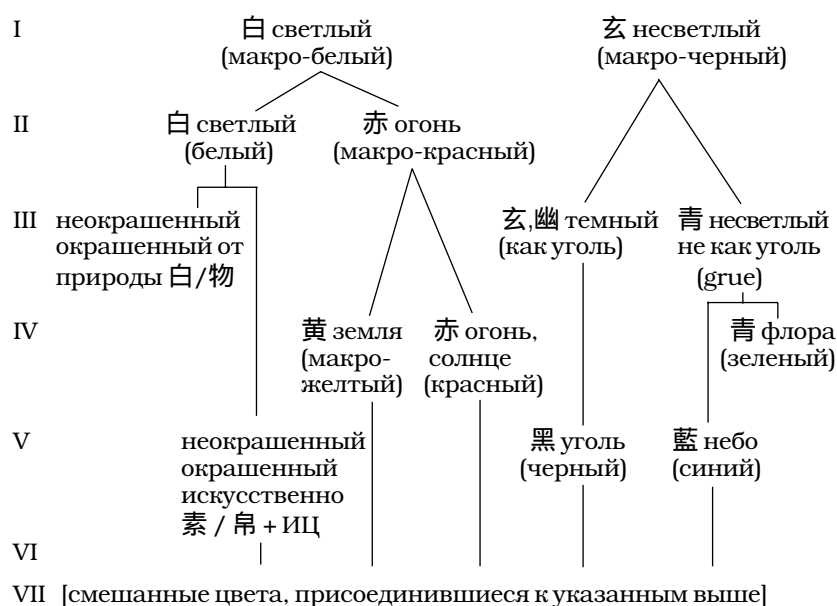 I 白 светлый 玄 несветлый
(макро-белый) (макро-черный)
II 白 светлый 赤 огонь
(белый) (макро-красный)
III неокрашенный 玄,幽 темный 青 несветлый
окрашенный от (как уголь) не как уголь
природы 白/物 (grue)
IV 黄 земля 赤 огонь, 青 флора
(макро- солнце (зеленый)
желтый) (красный)
V неокрашенный 黑 уголь 藍 небо
окрашенный (черный) (синий)
искусственно
素 / 帛 + ИЦ
VI
VII [смешанные цвета, присоединившиеся к указанным выше]